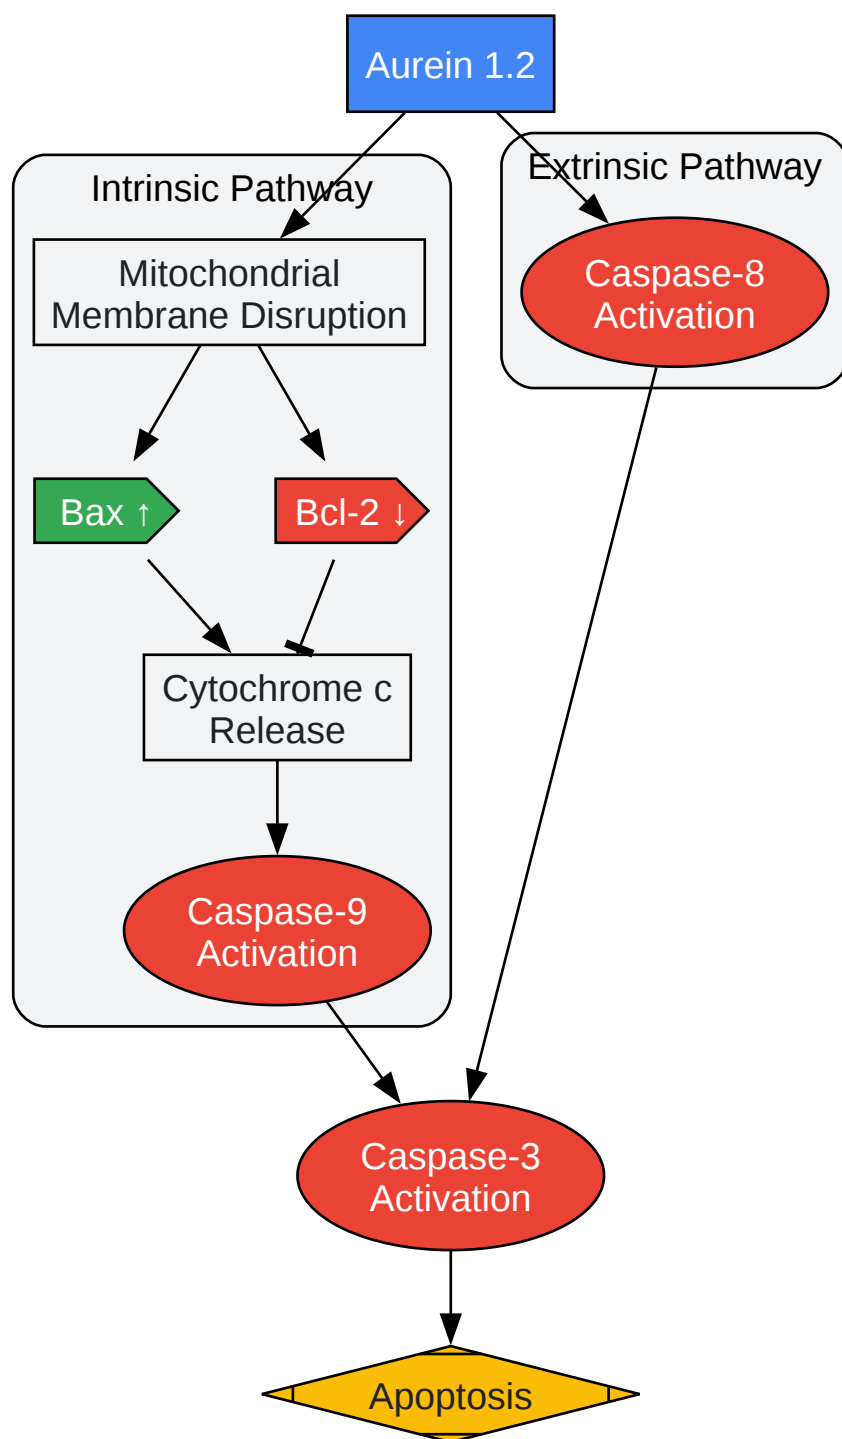 Aurein 1.2
Intrinsic Pathway
Extrinsic Pathway
Mitochondrial
Membrane Disruption
Caspase-8
Activation
Bax ↑
Bcl-2 ↓
Cytochrome c
Release
Caspase-9
Activation
Caspase-3
Activation
Apoptosis